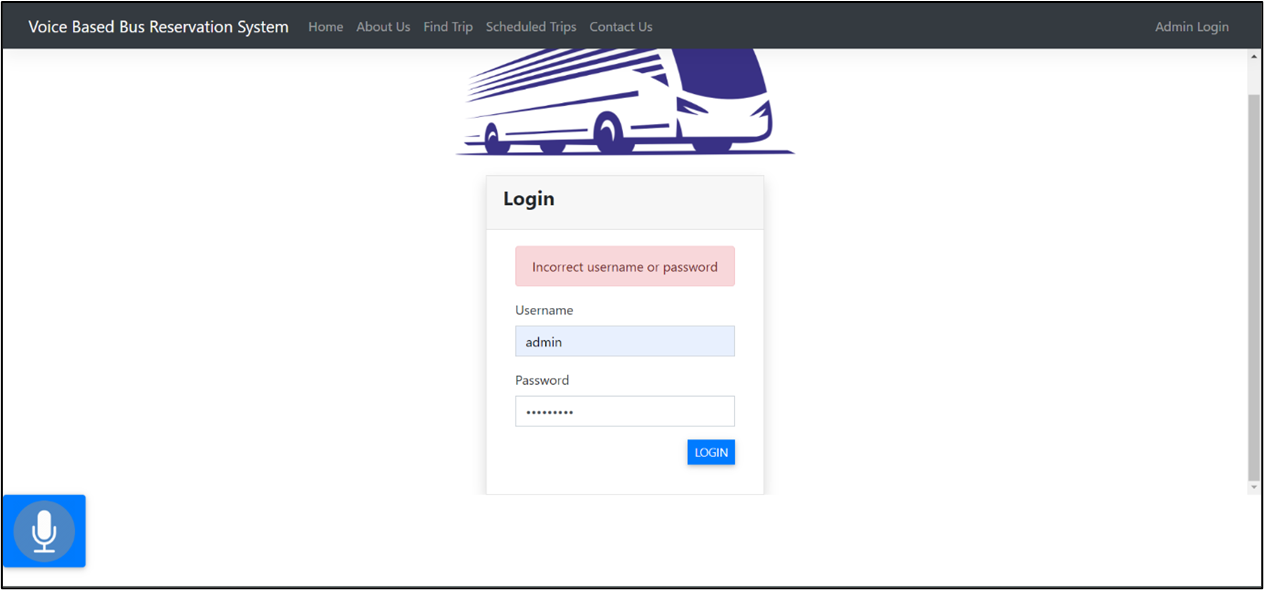 Voice Based Bus Reservation System Home About Us Find Trip Scheduled Trips Contact Us Admin Login
Login
Incorrect username or password
Username
admin
Password
•••••••••
LOGIN